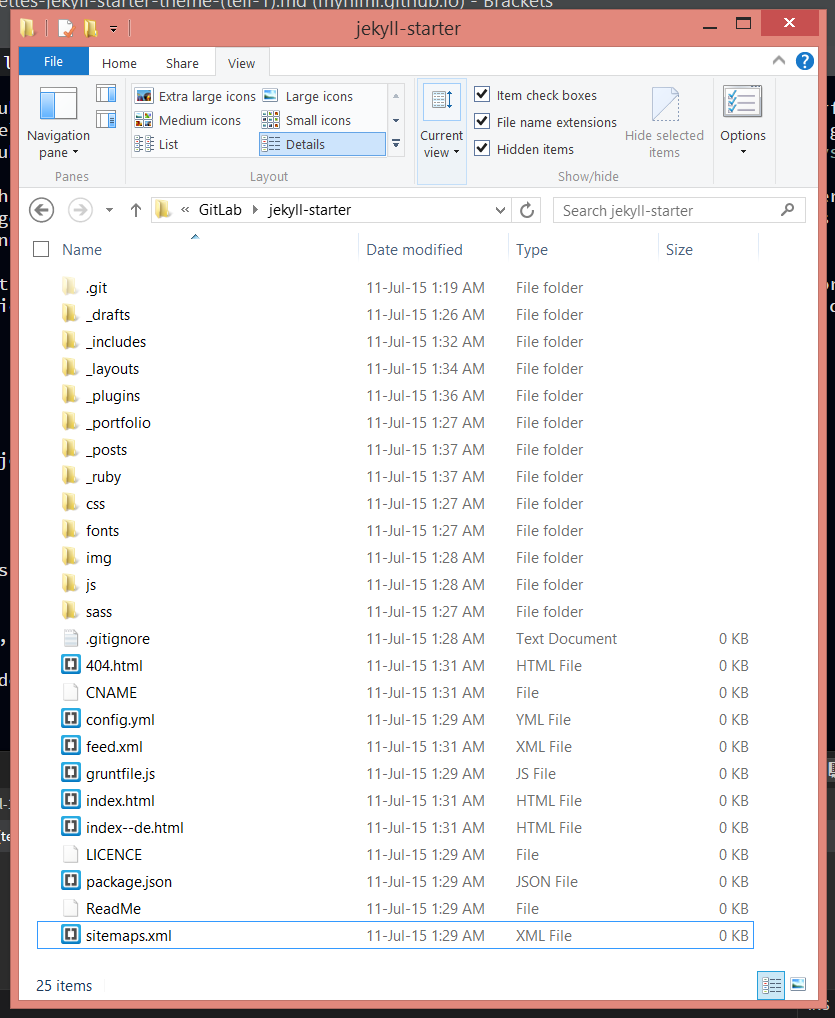 ettes-jekyll-starter-theme-(teil-1).md (myhimi.github.io) - Brackets
jekyll-starter
File Home Share View
Navigation pane
Panes
Extra large icons Large icons
Medium icons Small icons
List Details
Layout
Current view
Item check boxes
File name extensions
Hidden items
Hide selected items
Show/hide
Options
« GitLab jekyll-starter
Search jekyll-starter
Name Date modified Type Size
.git 11-Jul-15 1:19 AM File folder
_drafts 11-Jul-15 1:26 AM File folder
_includes 11-Jul-15 1:32 AM File folder
_layouts 11-Jul-15 1:34 AM File folder
_plugins 11-Jul-15 1:36 AM File folder
_portfolio 11-Jul-15 1:27 AM File folder
_posts 11-Jul-15 1:37 AM File folder
_ruby 11-Jul-15 1:37 AM File folder
css 11-Jul-15 1:27 AM File folder
fonts 11-Jul-15 1:27 AM File folder
img 11-Jul-15 1:28 AM File folder
js 11-Jul-15 1:28 AM File folder
sass 11-Jul-15 1:27 AM File folder
.gitignore 11-Jul-15 1:28 AM Text Document 0 KB
404.html 11-Jul-15 1:31 AM HTML File 0 KB
CNAME 11-Jul-15 1:31 AM File 0 KB
config.yml 11-Jul-15 1:29 AM YML File 0 KB
feed.xml 11-Jul-15 1:31 AM XML File 0 KB
gruntfile.js 11-Jul-15 1:29 AM JS File 0 KB
index.html 11-Jul-15 1:31 AM HTML File 0 KB
index--de.html 11-Jul-15 1:31 AM HTML File 0 KB
LICENCE 11-Jul-15 1:29 AM File 0 KB
package.json 11-Jul-15 1:29 AM JSON File 0 KB
ReadMe 11-Jul-15 1:29 AM File 0 KB
sitemaps.xml 11-Jul-15 1:29 AM XML File 0 KB
25 items